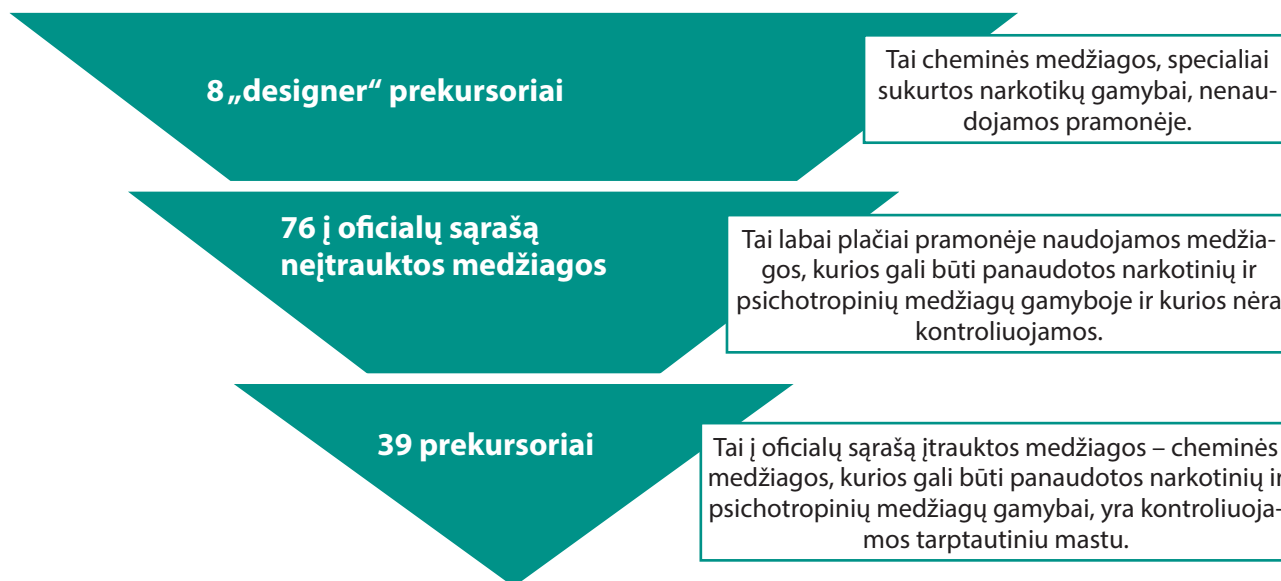 8 „designer“ prekursoriai
Tai cheminės medžiagos, specialiai
sukurtos narkotikų gamybai, nenau-
dojamos pramonėje.
76 į oficialų sąrašą
neįtrauktos medžiagos
Tai labai plačiai pramonėje naudojamos medžia-
gos, kurios gali būti panaudotos narkotinių ir
psichotropinių medžiagų gamyboje ir kurios nėra
kontroliuojamos.
39 prekursoriai
Tai į oficialų sąrašą įtrauktos medžiagos – cheminės
medžiagos, kurios gali būti panaudotos narkotinių ir
psichotropinių medžiagų gamybai, yra kontroliuoja-
mos tarptautiniu mastu.